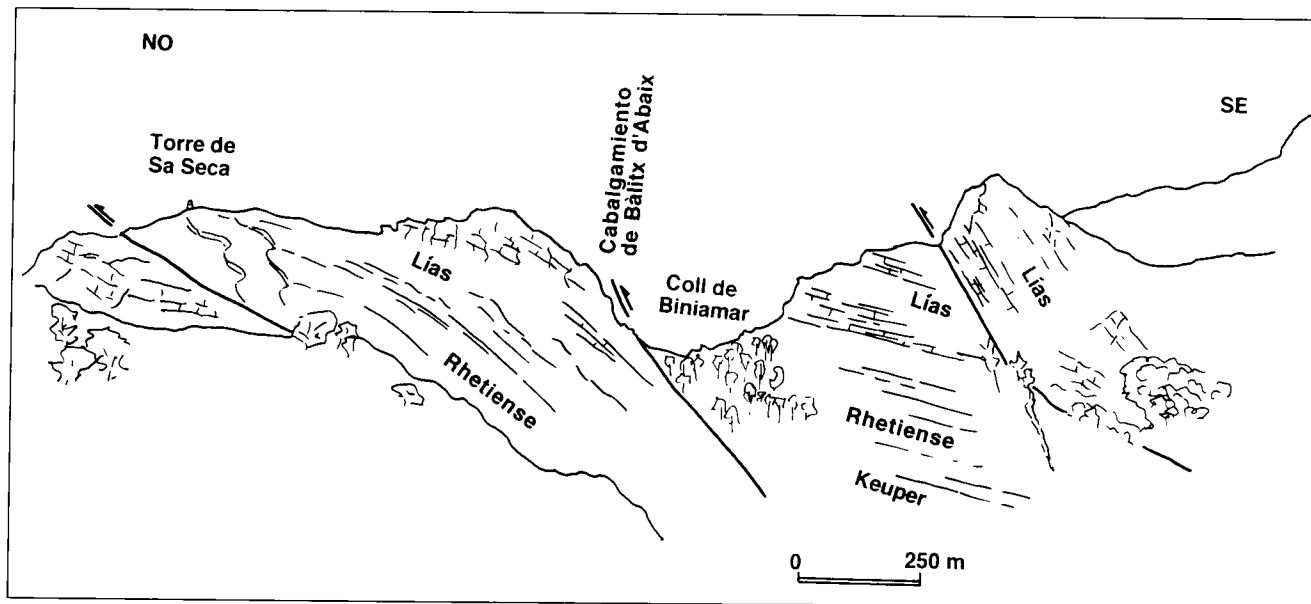 NO
SE
Torre de
Sa Seca
Cabalgamiento
de Bàlitx d'Abaix
Coll de
Biniamar
Lías
Rhetiense
Lías
Lías
Rhetiense
Keuper
0 250 m